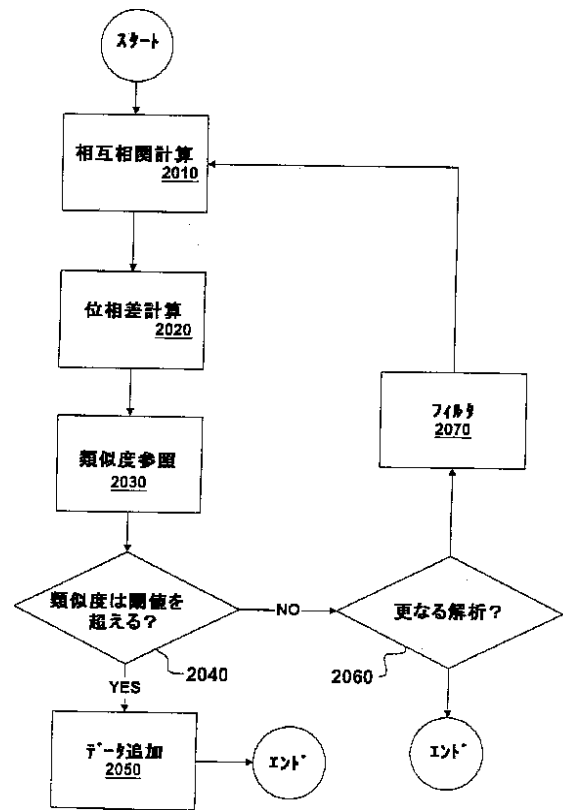 スタート
相互相関計算
2010
位相差計算
2020
類似度参照
2030
類似度は閾値を
超える?
2040
YES
NO
データ追加
2050
エンド
更なる解析?
2060
フィルタ
2070
エンド